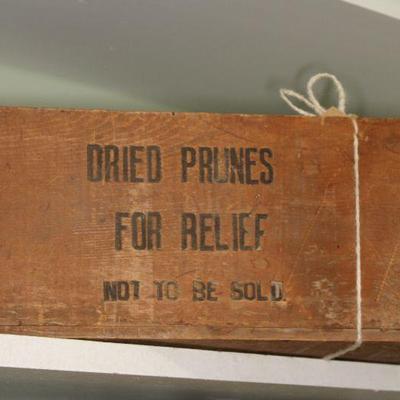 DRIED PRUNES
FOR RELIEF
NOT TO BE SOLD.